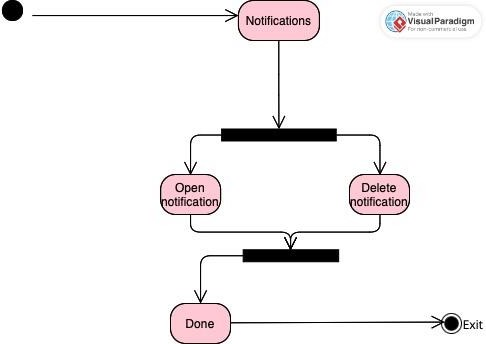 Notifications
Made with
Visual Paradigm
For non-commercial use
Open
notification
Delete
notification
Done
Exit